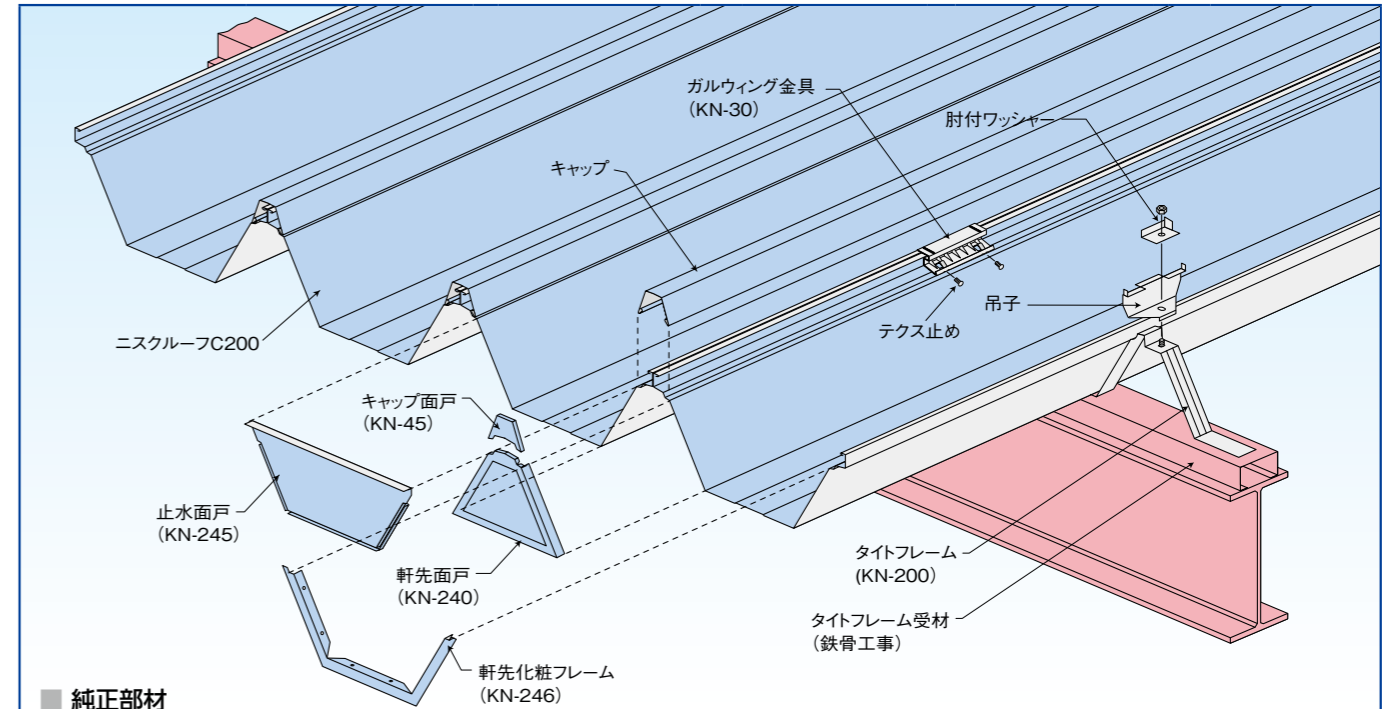 ガルウィング金具
（KN-30）
肘付ワッシャー
キャップ
吊子
テクス止め
ニスクルーフC200
キャップ面戸
（KN-45）
止水面戸
（KN-245）
軒先面戸
（KN-240）
タイトフレーム
(KN-200）
タイトフレーム受材
（鉄骨工事）
軒先化粧フレーム
（KN-246）
■ 純正部材